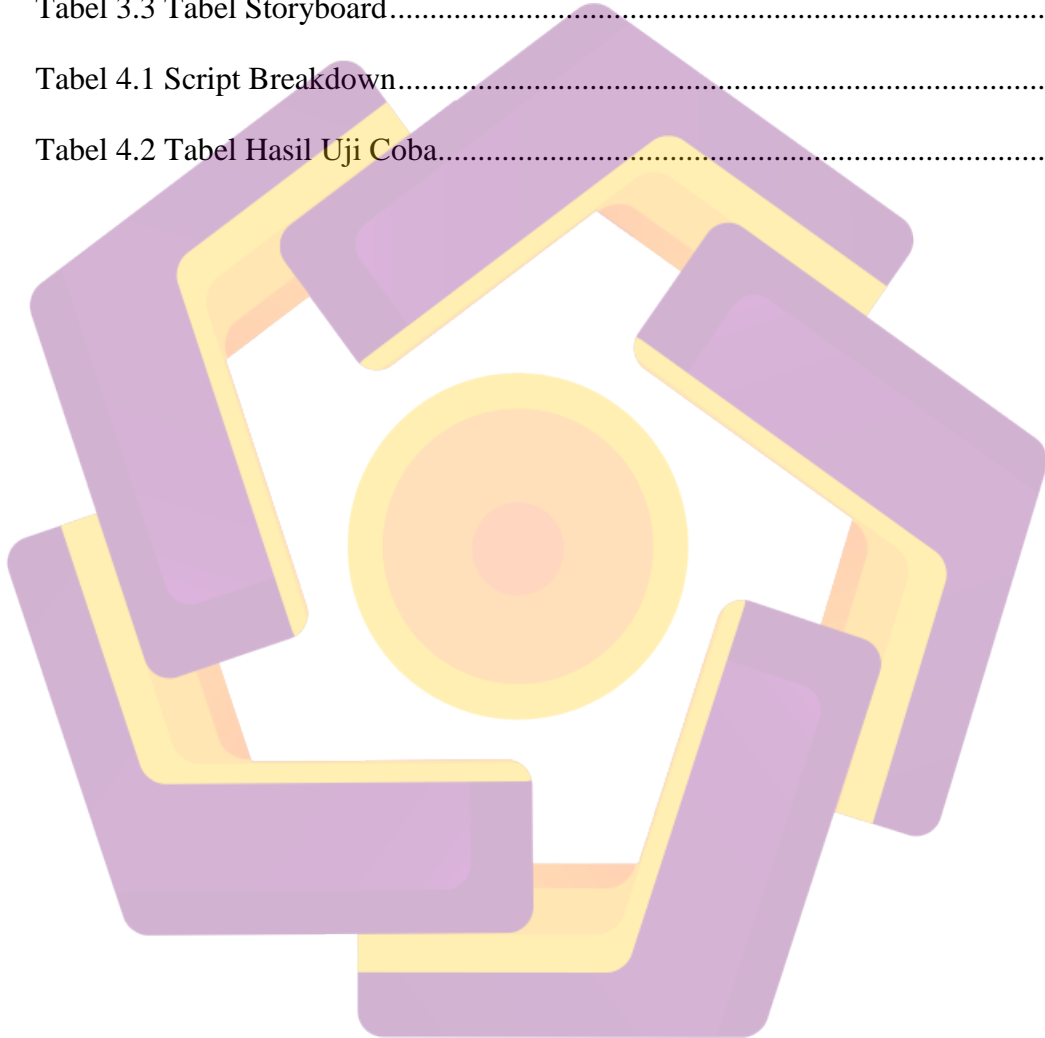 Tabel 3.3 Tabel Storyboard................................................................................
Tabel 4.1 Script Breakdown...............................................................................
Tabel 4.2 Tabel Hasil Uji Coba..........................................................................